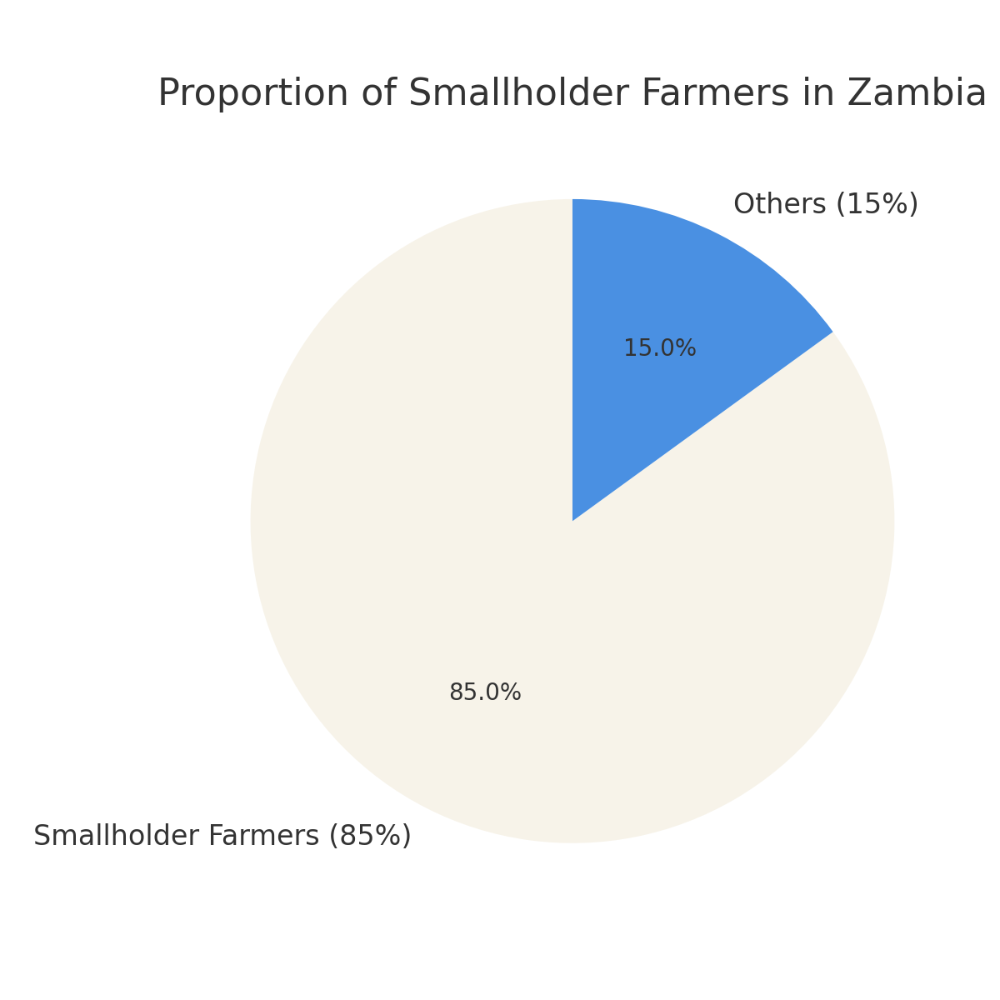 Proportion of Smallholder Farmers in Zambia
Others (15%)
15.0%
85.0%
Smallholder Farmers (85%)